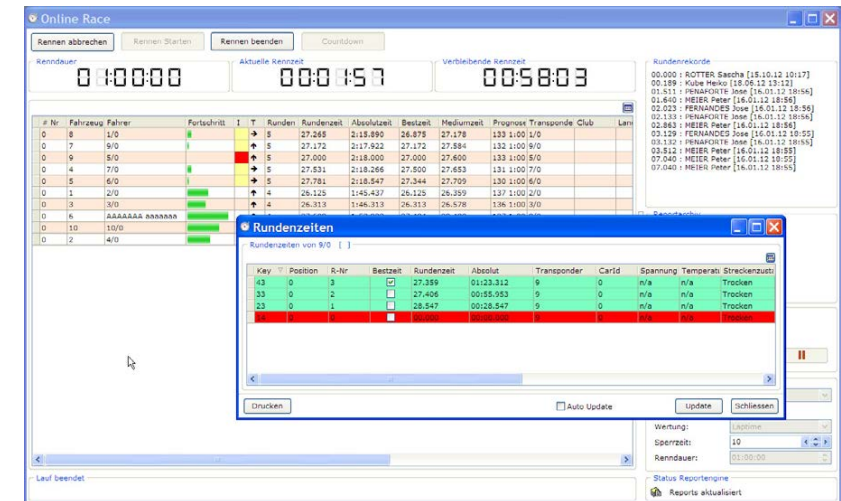 Online Race
Rennen abbrechen Rennen Starten Rennen beenden Countdown
Renndauer Aktuelle Rennzeit Verbleibende Rennzeit Rundenrekorde
01:00:00 00:01:57 00:58:03
00.000 : ROTTER Sascha [15.10.12 10:17]
00.189 : Kube Heiko [18.06.12 13:12]
01.511 : PENAFORTE Jose [16.01.12 18:56]
01.640 : MEIER Peter [16.01.12 18:56]
02.023 : FERNANDES Jose [16.01.12 18:56]
02.133 : PENAFORTE Jose [16.01.12 18:56]
02.863 : MEIER Peter [16.01.12 18:56]
03.129 : FERNANDES Jose [16.01.12 18:55]
03.132 : PENAFORTE Jose [16.01.12 18:55]
03.512 : MEIER Peter [16.01.12 18:55]
07.040 : MEIER Peter [16.01.12 18:55]
07.040 : MEIER Peter [16.01.12 18:55]
# Nr Fahrzeug Fahrer Fortschritt I T Runden Rundenzeit Absolutzeit Bestzeit Mediumzeit Prognose Transponde Club Lan
0 8 1/0 5 27.265 2:15.890 26.875 27.178 133 1:00 1/0
0 7 9/0 5 27.172 2:17.922 27.172 27.584 132 1:00 9/0
0 9 5/0 5 27.000 2:18.000 27.000 27.600 133 1:00 5/0
0 4 7/0 5 27.531 2:18.266 27.500 27.653 131 1:00 7/0
0 5 6/0 5 27.781 2:18.547 27.344 27.709 130 1:00 6/0
0 1 2/0 4 26.125 1:45.437 26.125 26.359 137 1:00 2/0
0 3 3/0 4 26.313 1:46.313 26.313 26.578 136 1:00 3/0
0 6 AAAAAAA aaaaaaa
0 10 10/0
0 2 4/0
Rundenzeiten
Rundenzeiten von 9/0 [ ]
Key Position R-Nr Bestzeit Rundenzeit Absolut Transponder CarId Spannung Temperatu Streckenzusta
43 0 3 27.359 01:23.312 9 0 n/a n/a Trocken
33 0 2 27.406 00:55.953 9 0 n/a n/a Trocken
23 0 1 28.547 00:28.547 9 0 n/a n/a Trocken
14 0 0 00.000 00:00.000 9 0 n/a n/a Trocken
Drucken Auto Update Update Schliessen
Wertung: Laptime
Sperrzeit: 10
Renndauer: 01:00:00
Lauf beendet Status Reportengine
Reports aktualisiert